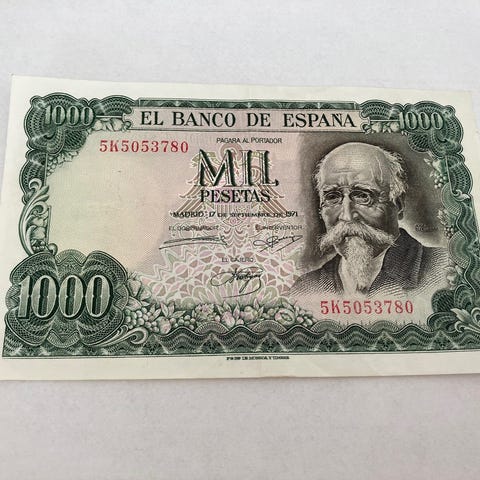 1000 EL BANCO DE ESPAÑA 1000
PAGARA AL PORTADOR
5K5053780
MIL
PESETAS
MADRID 17 DE SEPTIEMBRE DE 1971
EL GOBERNADOR EL INTERVENTOR
EL CAJERO
1000
5K5053780